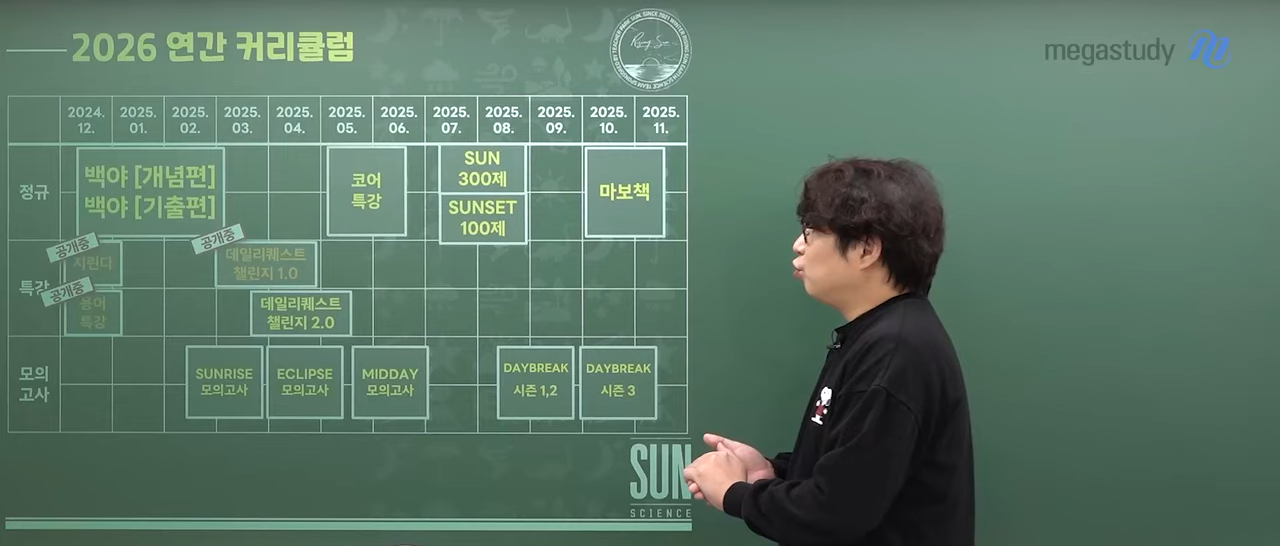 2026 연간 커리큘럼
megastudy
2024. 12.
2025. 01.
2025. 02.
2025. 03.
2025. 04.
2025. 05.
2025. 06.
2025. 07.
2025. 08.
2025. 09.
2025. 10.
2025. 11.
정규
백야 [개념편]
백야 [기출편]
코어
특강
SUN
300제
SUNSET
100제
마보책
특강
공개중
지린다
공개중
데일리퀘스트
챌린지 1.0
공개중
용어
특강
데일리퀘스트
챌린지 2.0
모의
고사
SUNRISE
모의고사
ECLIPSE
모의고사
MIDDAY
모의고사
DAYBREAK
시즌 1,2
DAYBREAK
시즌 3
SUN
SCIENCE